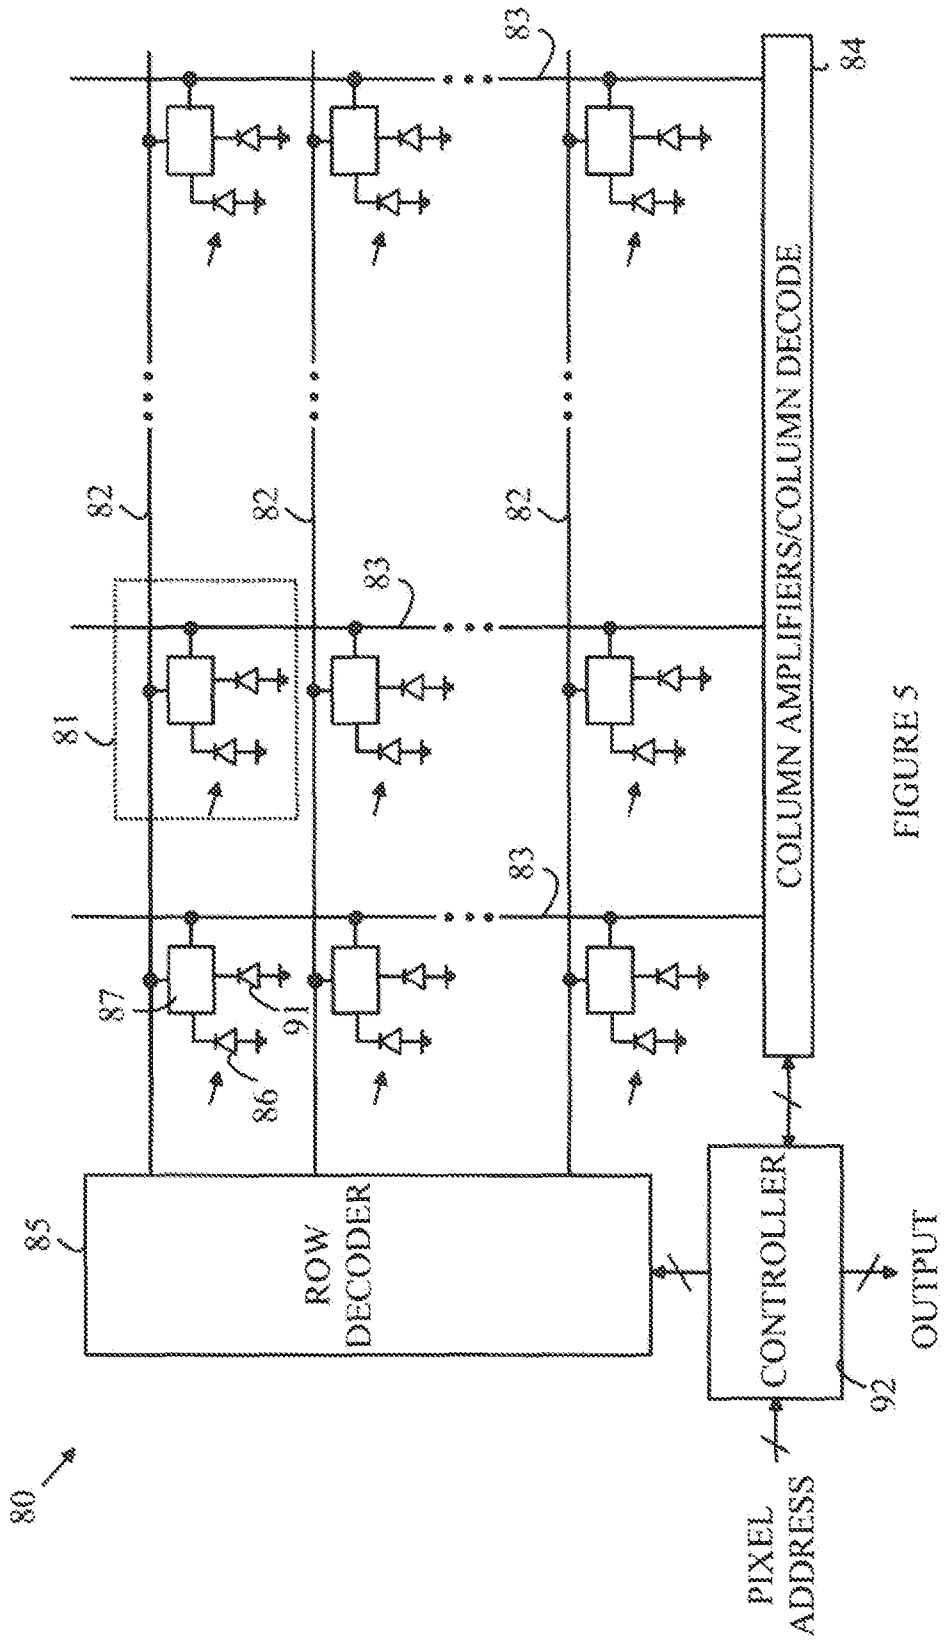 80
85
ROW
DECODER
87
86
91
81
82
82
82
83
83
83
PIXEL
ADDRESS
CONTROLLER
92
OUTPUT
COLUMN AMPLIFIERS/COLUMN DECODE
84
FIGURE 5